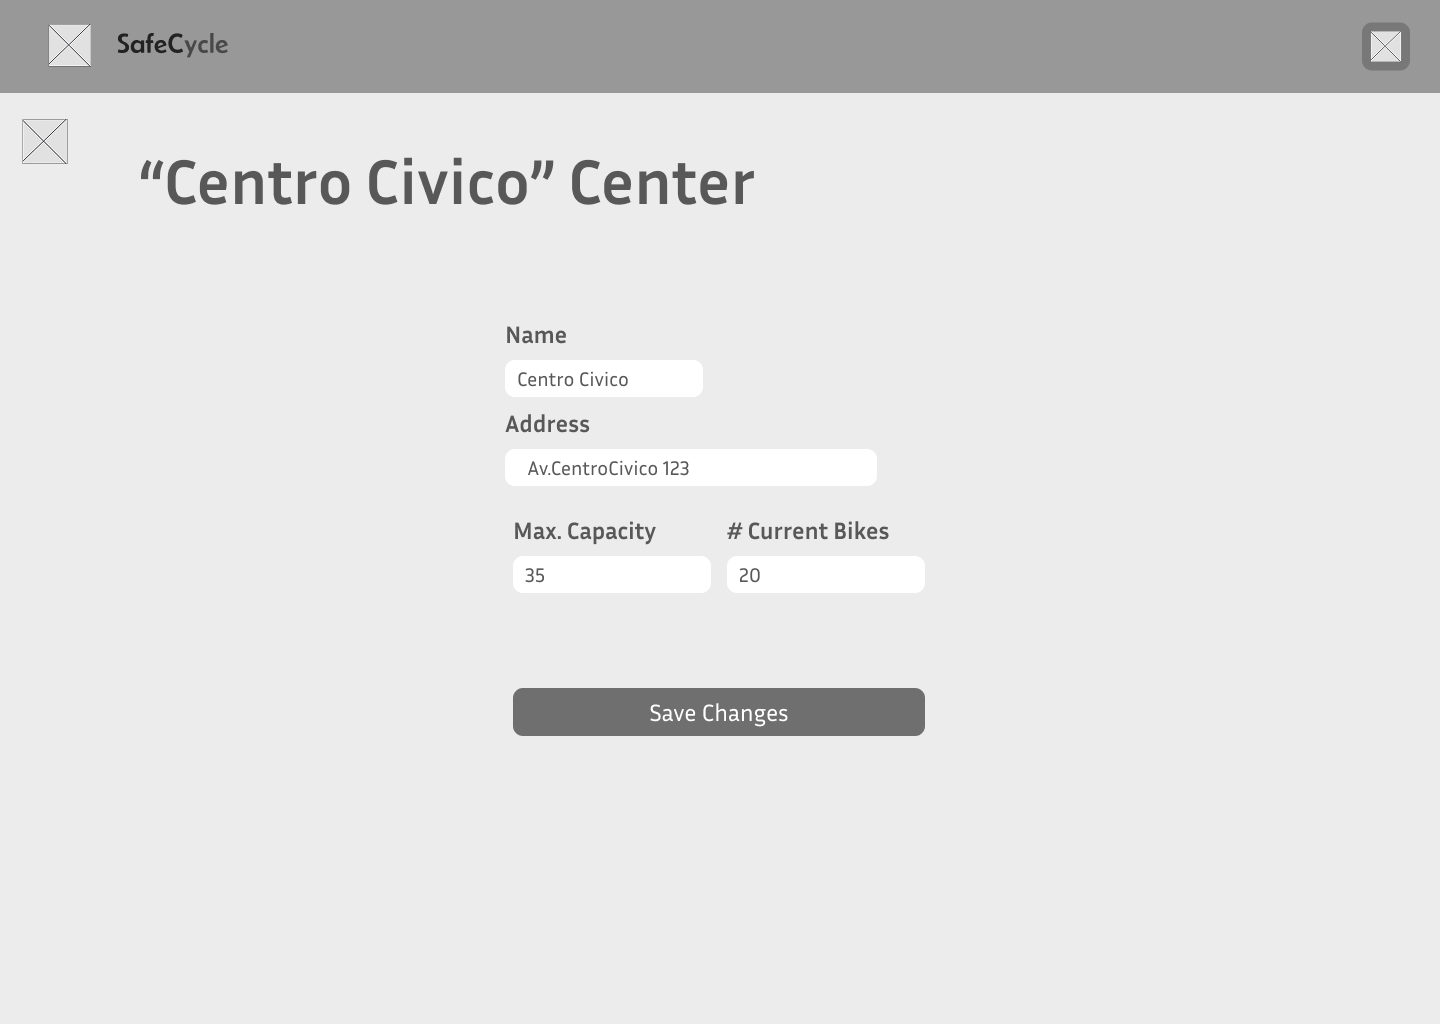 SafeCycle
“Centro Civico” Center
Name
Centro Civico
Address
Av.CentroCivico 123
Max. Capacity # Current Bikes
35 20
Save Changes